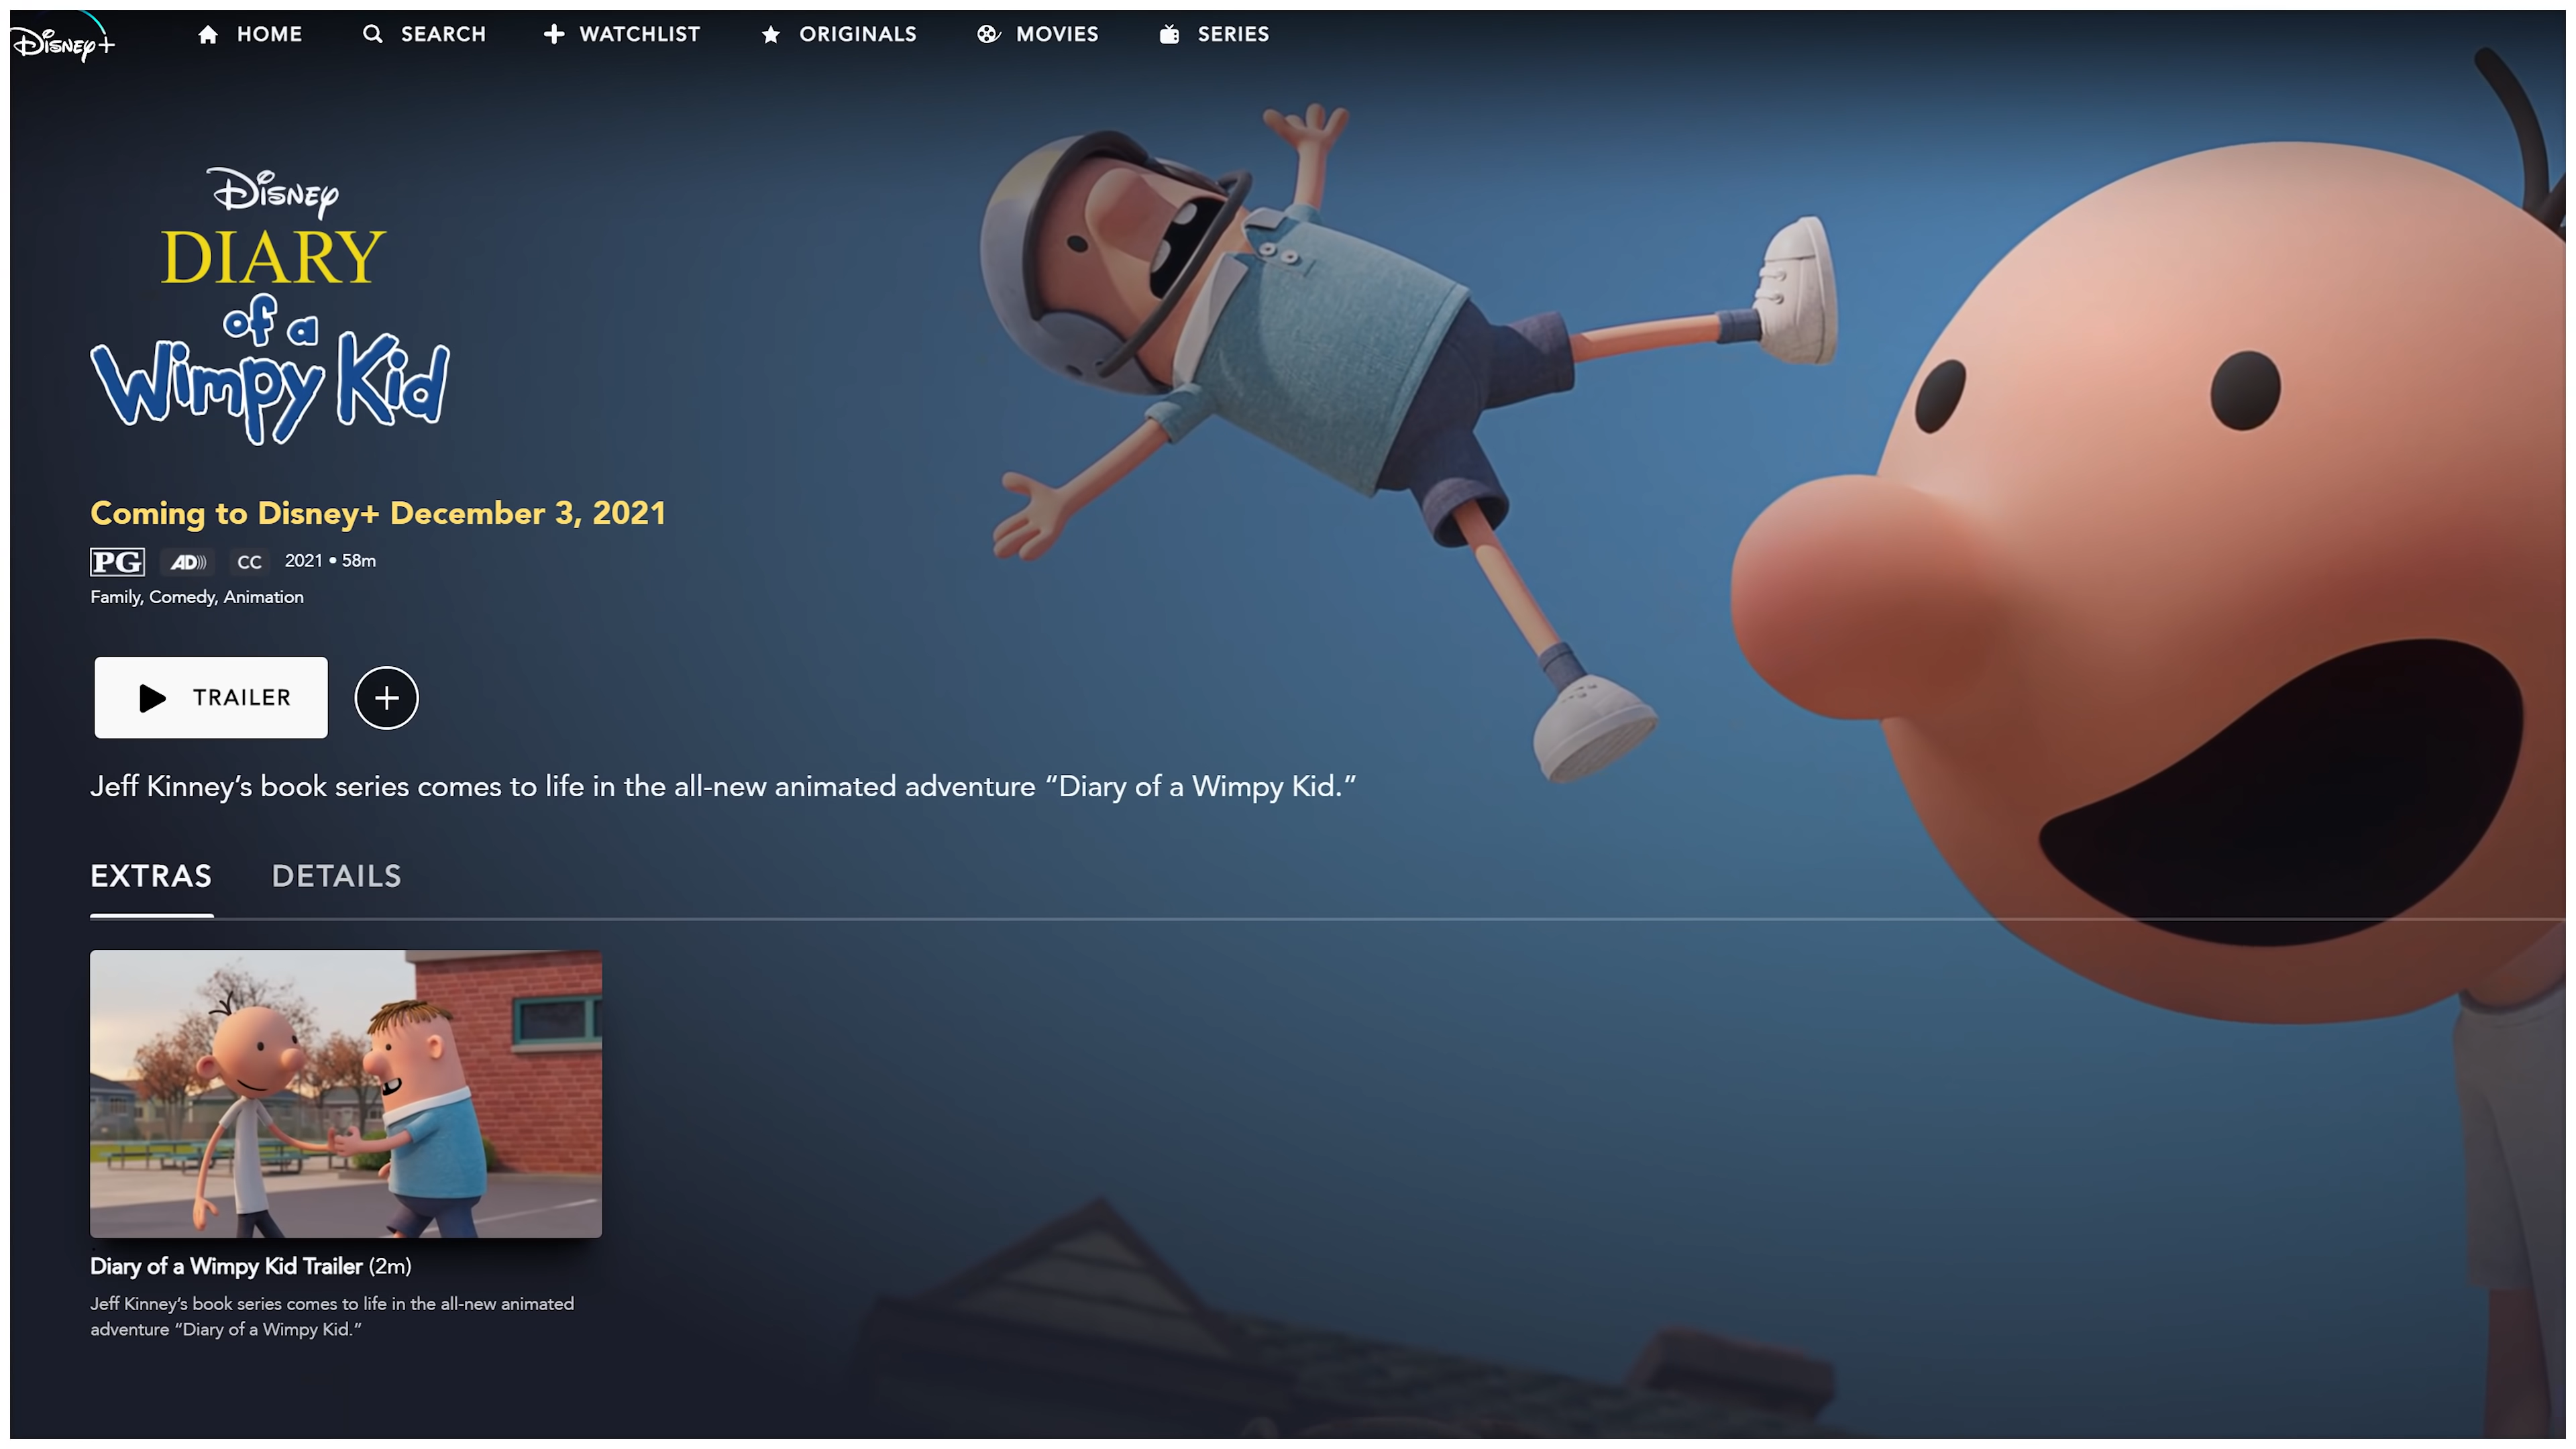 Disney+
HOME
SEARCH
WATCHLIST
ORIGINALS
MOVIES
SERIES
Disney
DIARY
of a
Wimpy Kid
Coming to Disney+ December 3, 2021
PG AD CC 2021 • 58m
Family, Comedy, Animation
TRAILER
Jeff Kinney’s book series comes to life in the all-new animated adventure “Diary of a Wimpy Kid.”
EXTRAS
DETAILS
Diary of a Wimpy Kid Trailer (2m)
Jeff Kinney’s book series comes to life in the all-new animated
adventure “Diary of a Wimpy Kid.”